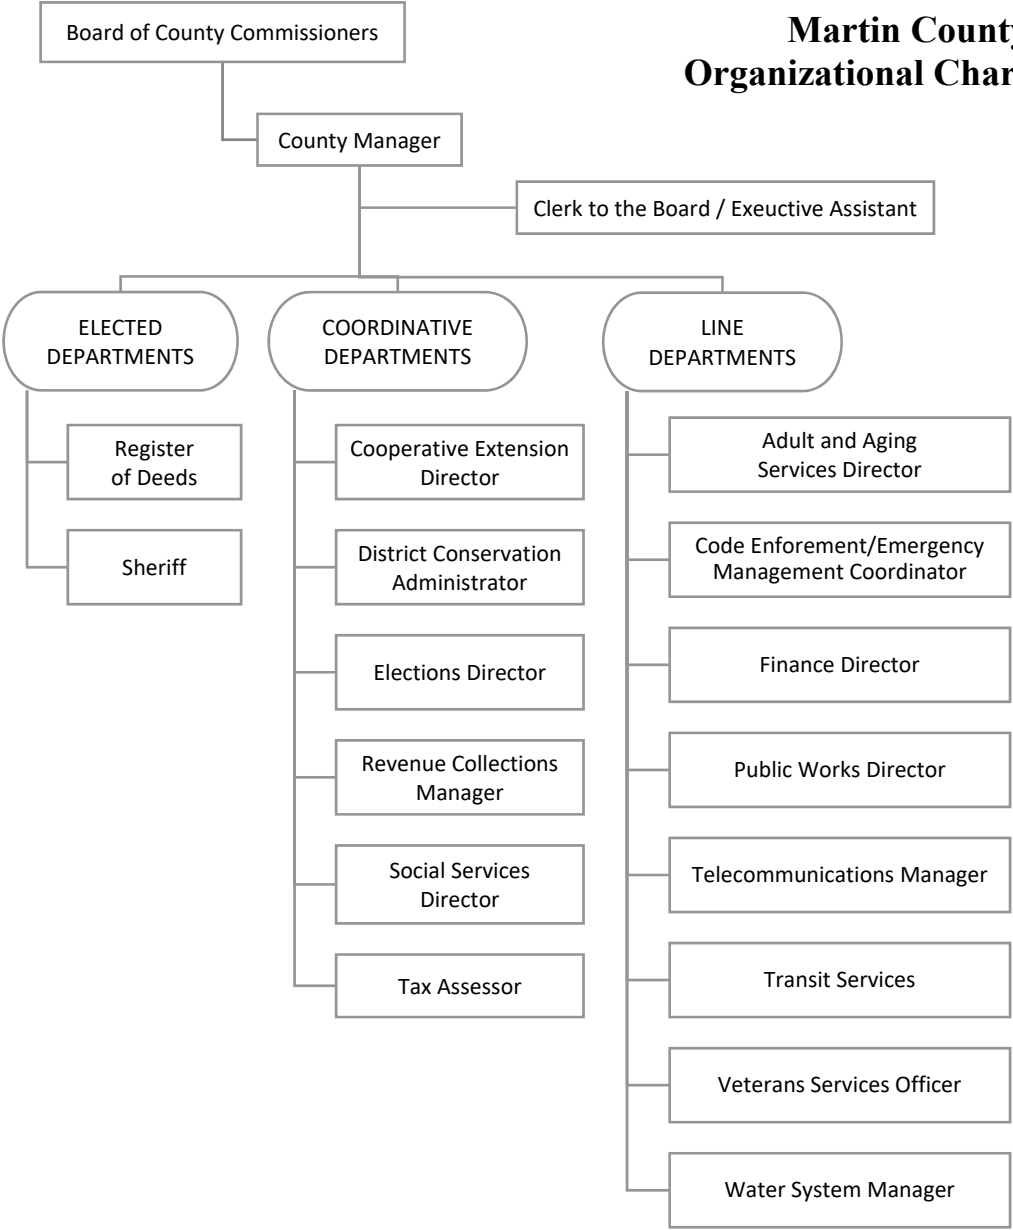 Board of County Commissioners
Martin County
Organizational Char
County Manager
Clerk to the Board / Exeuctive Assistant
ELECTED
DEPARTMENTS
Register
of Deeds
Sheriff
COORDINATIVE
DEPARTMENTS
Cooperative Extension
Director
District Conservation
Administrator
Elections Director
Revenue Collections
Manager
Social Services
Director
Tax Assessor
LINE
DEPARTMENTS
Adult and Aging
Services Director
Code Enforement/Emergency
Management Coordinator
Finance Director
Public Works Director
Telecommunications Manager
Transit Services
Veterans Services Officer
Water System Manager